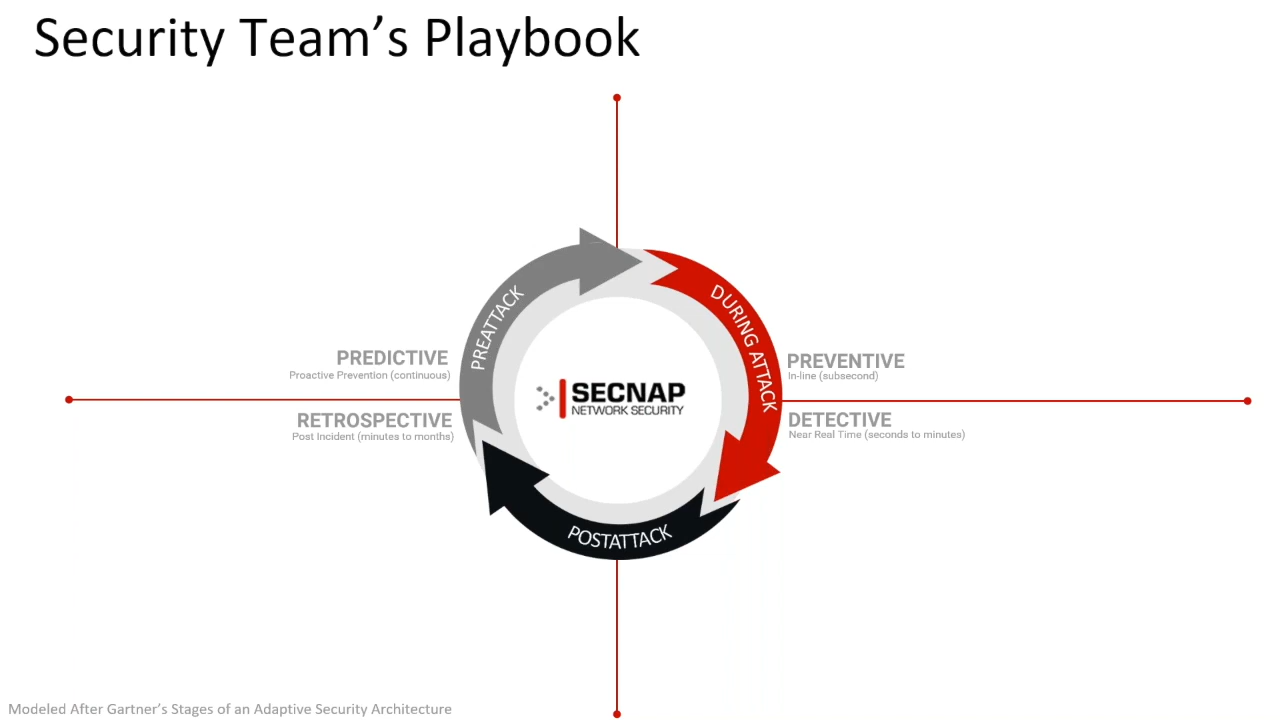 Security Team’s Playbook
PREATTACK
DURING ATTACK
PREDICTIVE
Proactive Prevention (continuous)
PREVENTIVE
In-line (subsecond)
SECNAP
NETWORK SECURITY
RETROSPECTIVE
Post Incident (minutes to months)
DETECTIVE
Near Real Time (seconds to minutes)
POSTATTACK
Modeled After Gartner’s Stages of an Adaptive Security Architecture